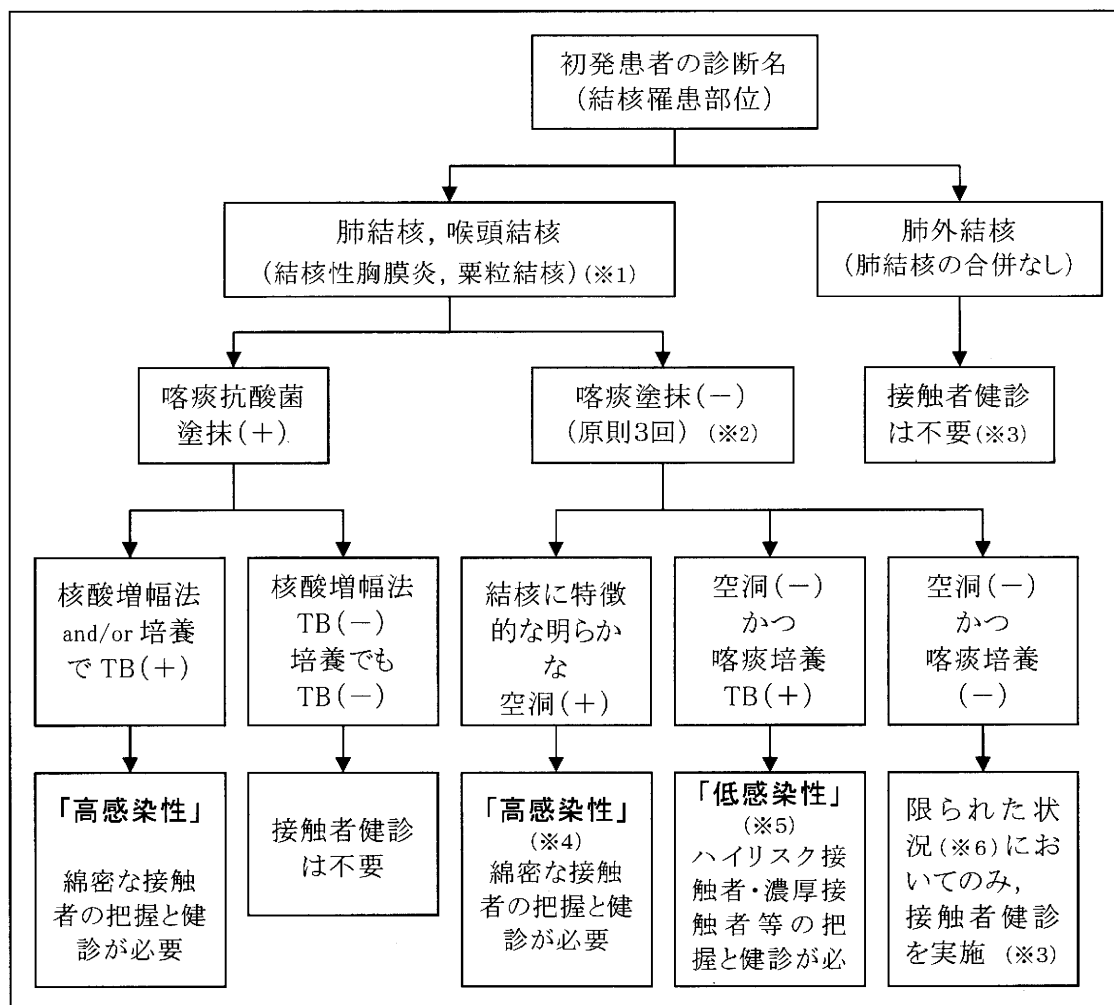 初発患者の診断名
(結核罹患部位)
肺結核，喉頭結核
(結核性胸膜炎，粟粒結核)(※1)
肺外結核
(肺結核の合併なし)
喀痰抗酸菌
塗抹(＋)
喀痰塗抹(－)
(原則3回)(※2)
接触者健診
は不要(※3)
核酸増幅法
and/or 培養
でTB(＋)
核酸増幅法
TB(－)
培養でも
TB(－)
結核に特徴
的な明らか
な
空洞(＋)
空洞(－)
かつ
喀痰培養
TB(＋)
空洞(－)
かつ
喀痰培養
(－)
「高感染性」
綿密な接触
者の把握と健
診が必要
接触者健診
は不要
「高感染性」
(※4)
綿密な接触
者の把握と健
診が必要
「低感染性」
(※5)
ハイリスク接
触者・濃厚接
触者等の把
握と健診が必
限られた状
況(※6)にお
いてのみ，
接触者健診
を実施 (※3)